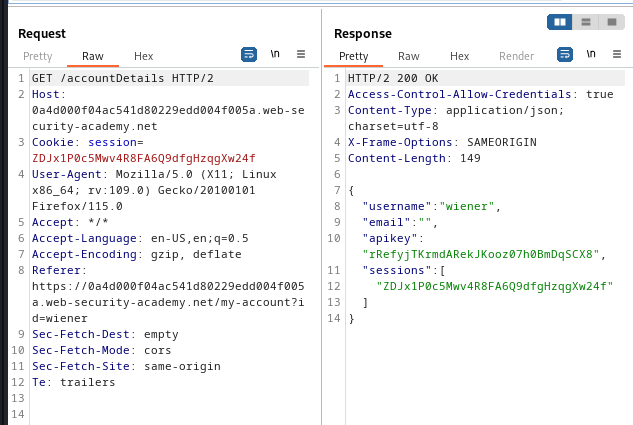 Request
Pretty Raw Hex \n
1 GET /accountDetails HTTP/2
2 Host:
0a4d000f04ac541d80229edd004f005a.web-se
curity-academy.net
3 Cookie: session=
ZDJx1P0c5Mwv4R8FA6Q9dfgHzqgXw24f
4 User-Agent: Mozilla/5.0 (X11; Linux
x86_64; rv:109.0) Gecko/20100101
Firefox/115.0
5 Accept: */*
6 Accept-Language: en-US,en;q=0.5
7 Accept-Encoding: gzip, deflate
8 Referer:
https://0a4d000f04ac541d80229edd004f005
a.web-security-academy.net/my-account?i
d=wiener
9 Sec-Fetch-Dest: empty
10 Sec-Fetch-Mode: cors
11 Sec-Fetch-Site: same-origin
12 Te: trailers
13
14
Response
Pretty Raw Hex Render \n
1 HTTP/2 200 OK
2 Access-Control-Allow-Credentials: true
3 Content-Type: application/json;
charset=utf-8
4 X-Frame-Options: SAMEORIGIN
5 Content-Length: 149
6
7 {
8 "username":"wiener",
9 "email":"",
10 "apikey":
"rRefyjTKrmdARekJKooz07h0BmDqSCX8",
11 "sessions":[
12 "ZDJx1P0c5Mwv4R8FA6Q9dfgHzqgXw24f"
13 ]
14 }